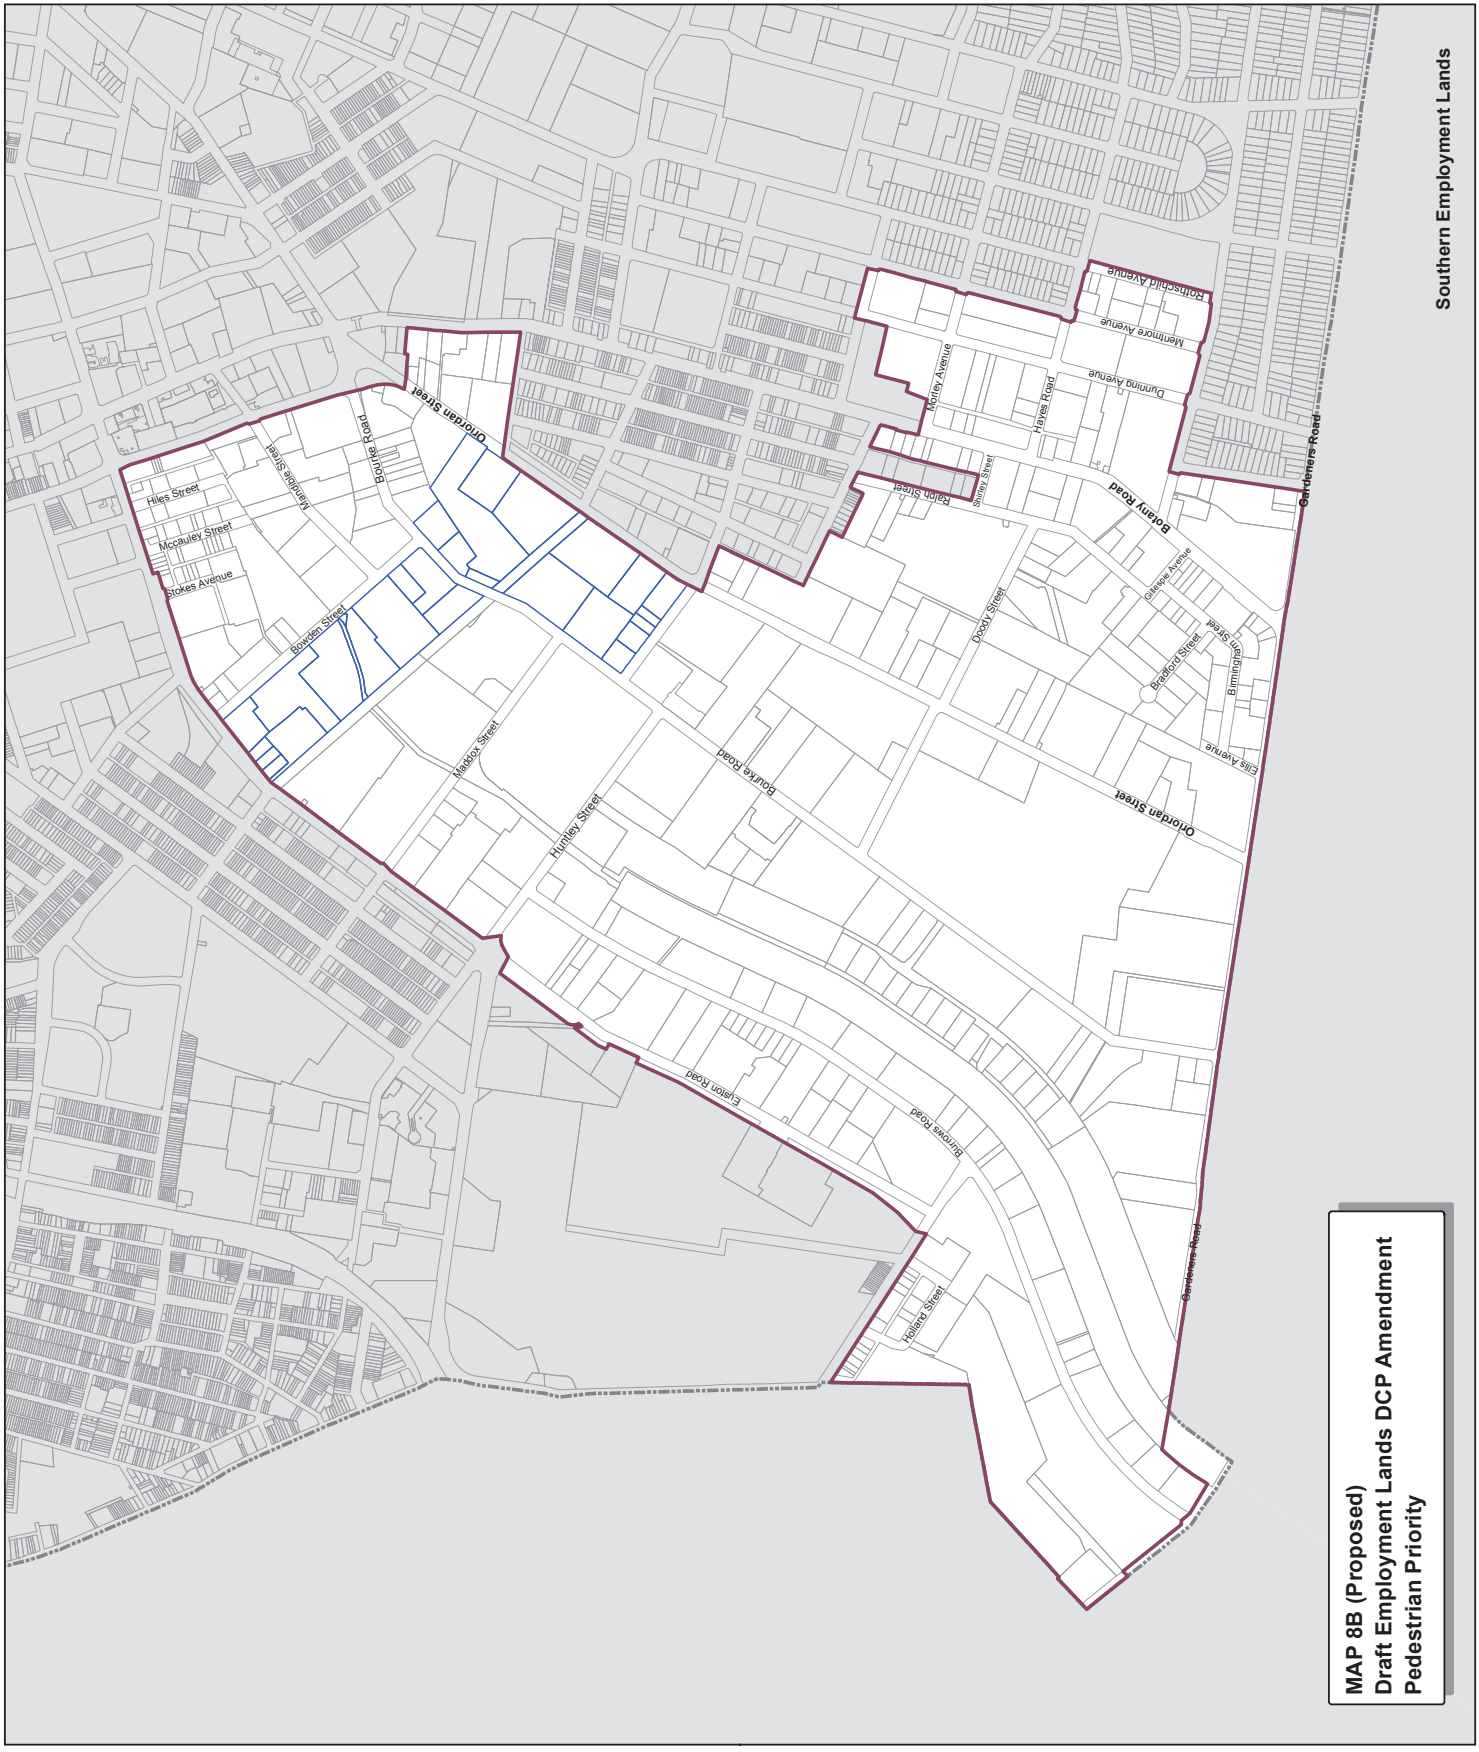 Southern Employment Lands
MAP 8B (Proposed)
Draft Employment Lands DCP Amendment
Pedestrian Priority
Hiles Street
Mccauley Street
Stokes Avenue
Mandible Street
Bourke Road
Bowden Street
Oriordan Street
Maddox Street
Huntley Street
Bourke Road
Oriordan Street
Euston Road
Burrows Road
Holland Street
Gardeners Road
Gardeners Road
Rothschild Avenue
Mentmore Avenue
Dunning Avenue
Morley Avenue
Hayes Road
Ralph Street
Shirley Street
Botany Road
Doody Street
Gillespie Avenue
Bradford Street
Birmingham Street
Ellis Avenue